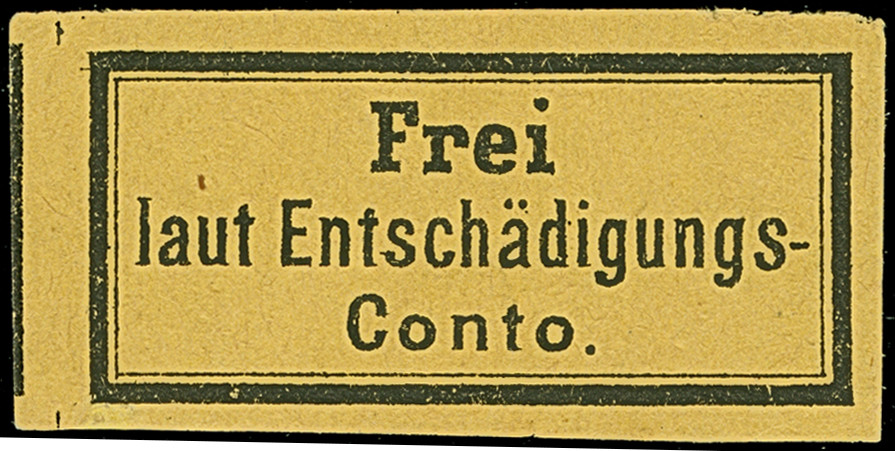 Frei
laut Entschädigungs-
Conto.